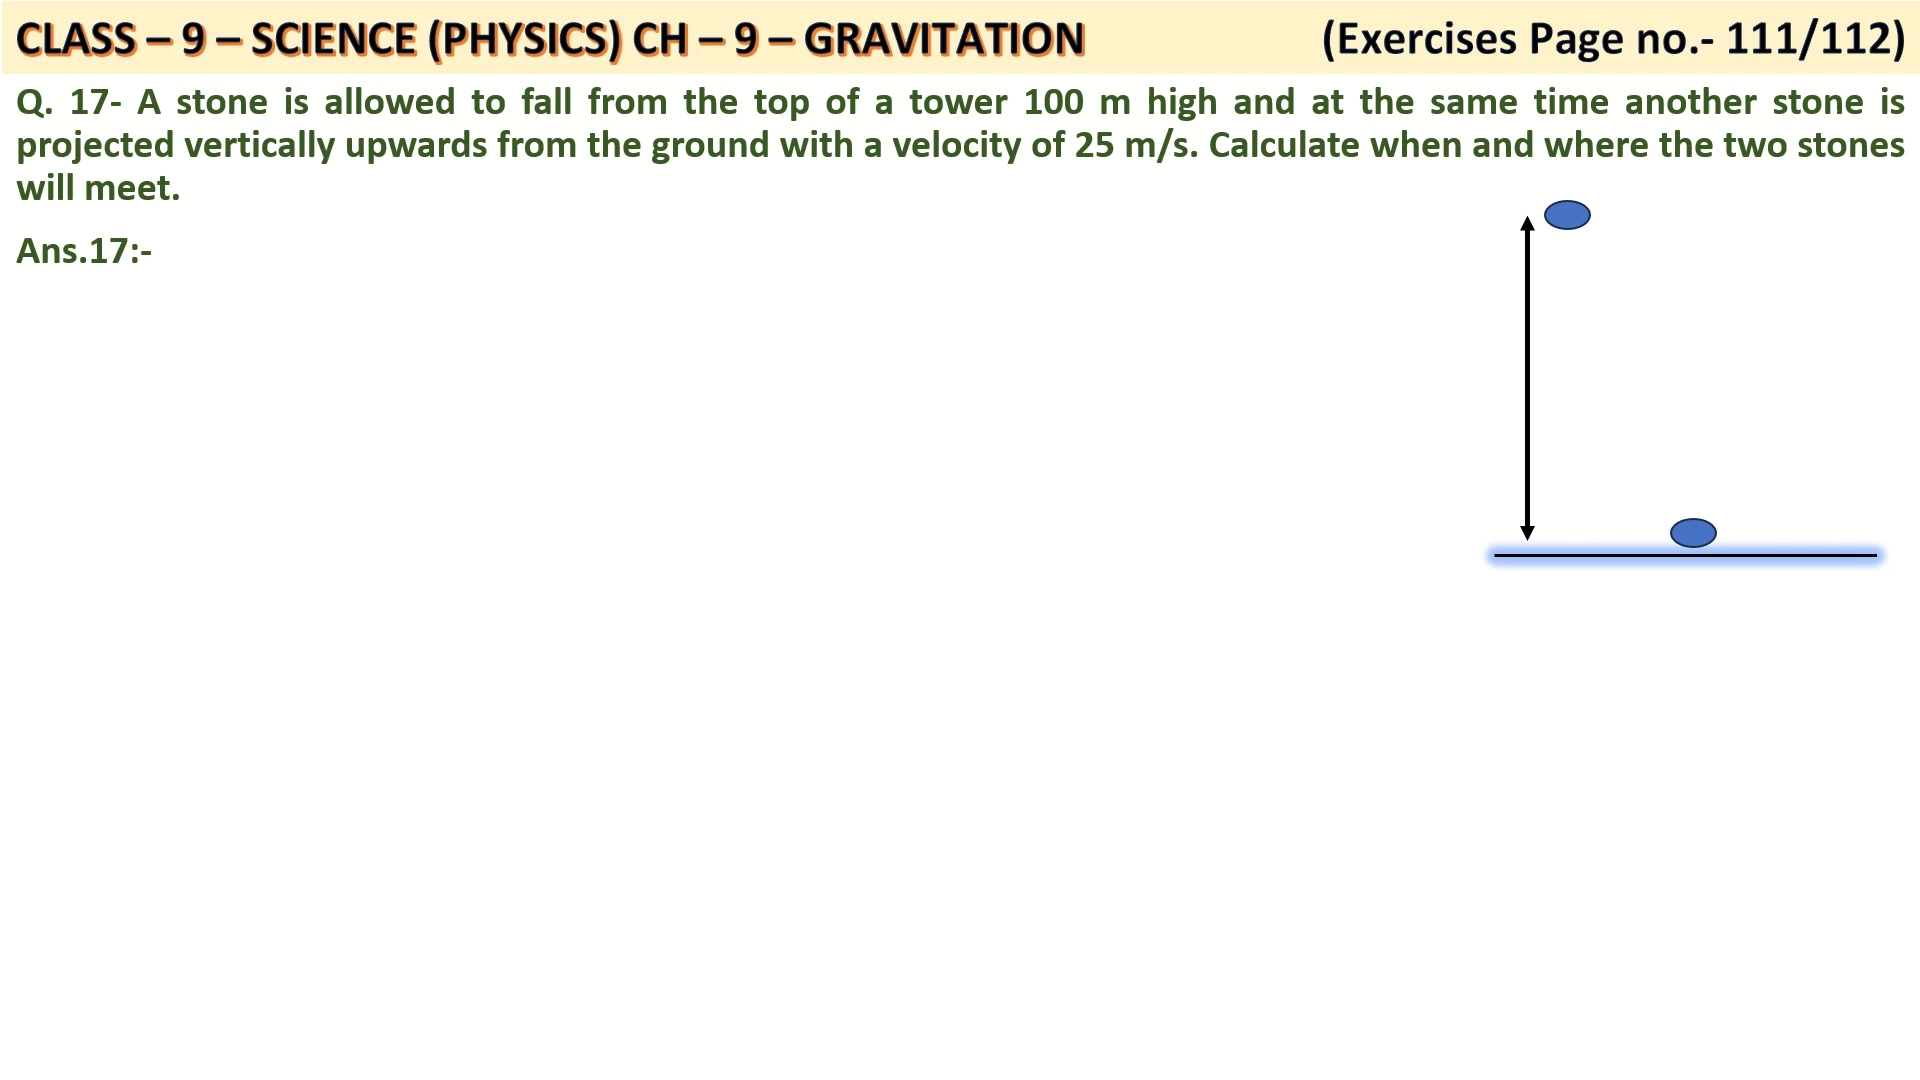 CLASS – 9 – SCIENCE (PHYSICS) CH – 9 – GRAVITATION (Exercises Page no.- 111/112)
Q. 17- A stone is allowed to fall from the top of a tower 100 m high and at the same time another stone is
projected vertically upwards from the ground with a velocity of 25 m/s. Calculate when and where the two stones
will meet.
Ans.17:-